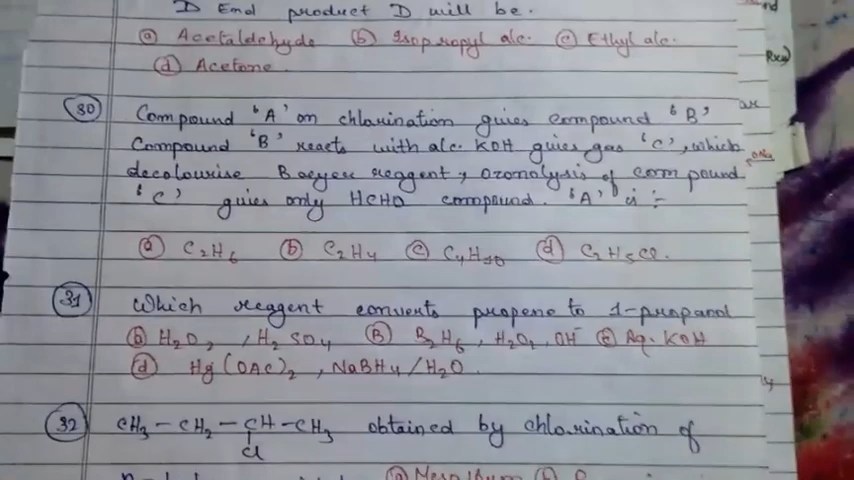 D End product D will be.
(a) Acetaldehyde (b) Isopropyl alc. (c) Ethyl alc.
(d) Acetone.
(30) Compound 'A' on chlorination guies compound 'B'
Compound 'B' reacts with alc. KOH guies gas 'C', which
decolourise Baeyer reagent, ozonolysis of compound
'C' guies only HCHO compound. 'A' is :-
(a) C2H6 (b) C2H4 (c) C4H10 (d) C2H5Cl.
(31) Which reagent converts propene to 1-propanol
(b) H2O, /H2SO4 (B) B2H6, H2O2, OH⁻ (c) Aq. KOH
(d) Hg(OAC)2, NaBH4/H2O.
(32) CH3-CH2-CH-CH3 obtained by chlorination of
Cl